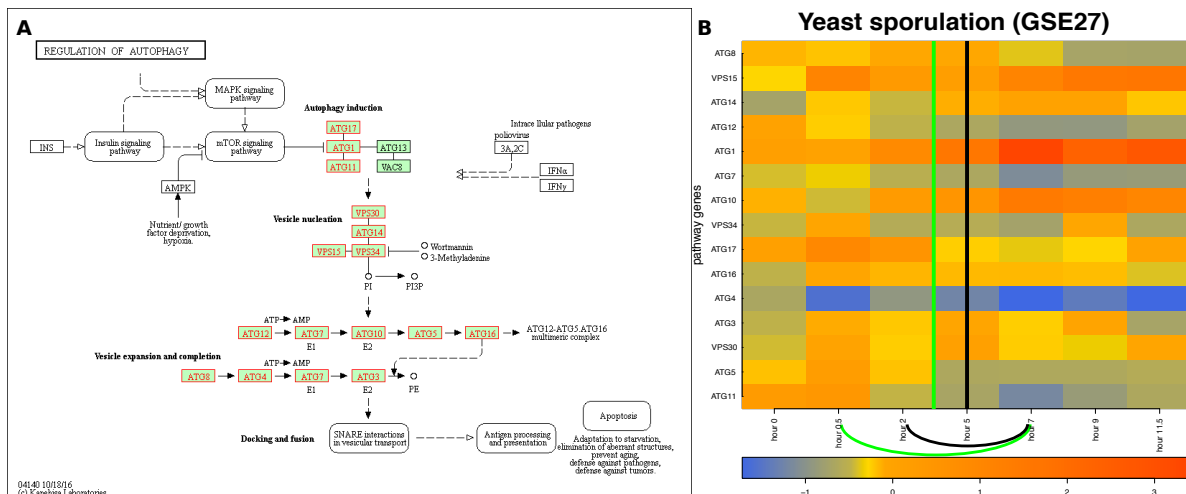 A
REGULATION OF AUTOPHAGY
MAPK signaling
pathway
Autophagy induction
ATG17
INS
Insulin signaling
pathway
mTOR signaling
pathway
ATG1
ATG13
ATG11
VAC8
Intrace llular pathogens
poliovirus
3A,2C
IFNα
IFNγ
AMPK
Nutrient/ growth
factor deprivation,
hypoxia.
Vesicle nucleation
VPS30
ATG14
VPS15
VPS34
Wortmannin
3-Methyladenine
PI
PI3P
ATP AMP
ATG12
ATG7
ATG10
ATG5
ATG16
ATG12-ATG5.ATG16
multimeric complex
E1
E2
Vesicle expansion and completion
ATP AMP
ATG8
ATG4
ATG7
ATG3
PE
E1
E2
Docking and fusion
SNARE interactions
in vesicular transport
Antigen processing
and presentation
Apoptosis
Adaptation to starvation,
elimination of aberrant structures,
prevent aging,
defense against pathogens,
defense against tumors.
04140 10/18/16
(c) Kanehisa Laboratories
B
Yeast sporulation (GSE27)
pathway genes
ATG8
VPS15
ATG14
ATG12
ATG1
ATG7
ATG10
VPS34
ATG17
ATG16
ATG4
ATG3
VPS30
ATG5
ATG11
hour 0
hour 0.5
hour 2
hour 5
hour 7
hour 9
hour 11.5
−1
0
1
2
3